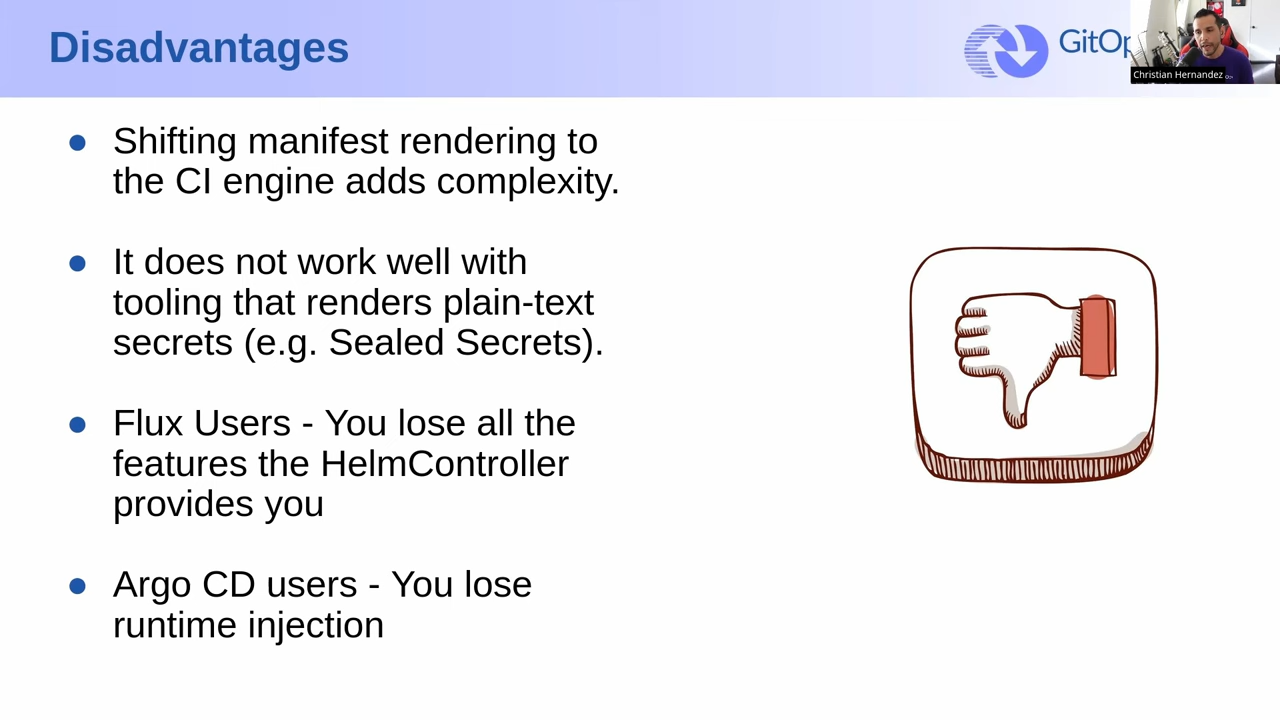 Disadvantages
GitOp
Christian Hernandez
● Shifting manifest rendering to
the CI engine adds complexity.
● It does not work well with
tooling that renders plain-text
secrets (e.g. Sealed Secrets).
● Flux Users - You lose all the
features the HelmController
provides you
● Argo CD users - You lose
runtime injection